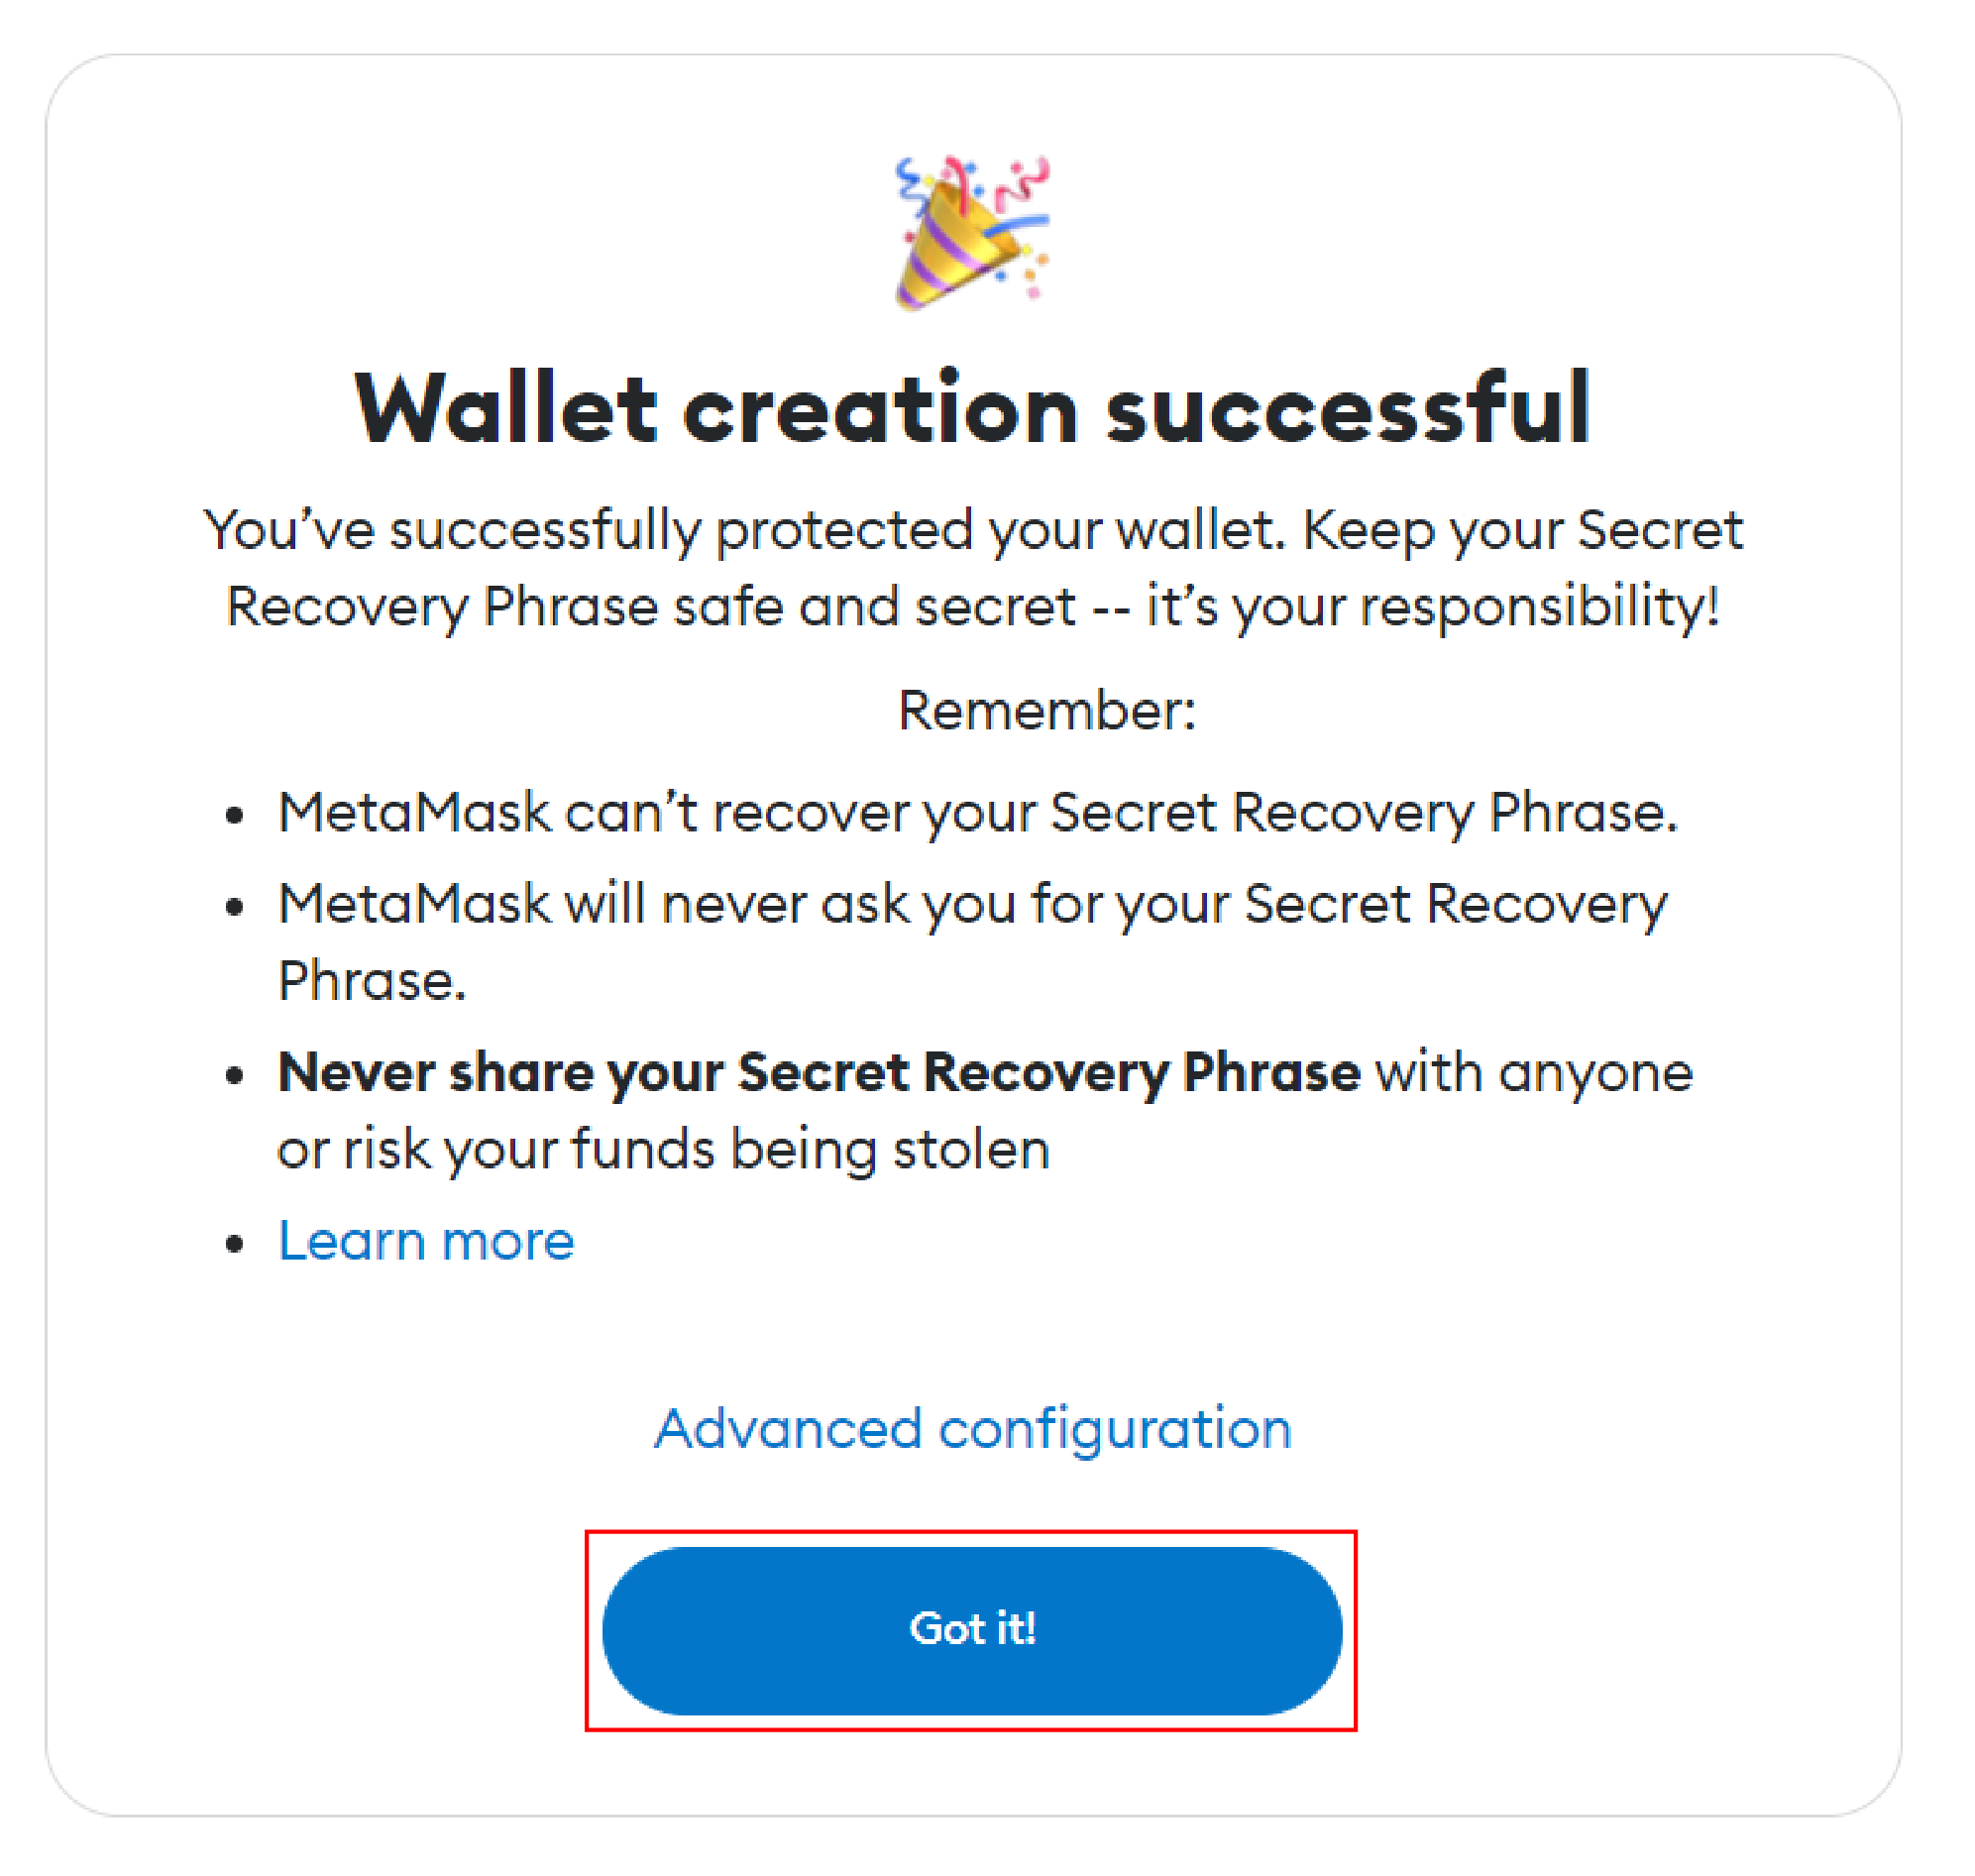 Wallet creation successful
You’ve successfully protected your wallet. Keep your Secret
Recovery Phrase safe and secret -- it’s your responsibility!
Remember:
• MetaMask can’t recover your Secret Recovery Phrase.
• MetaMask will never ask you for your Secret Recovery
Phrase.
• Never share your Secret Recovery Phrase with anyone
or risk your funds being stolen
• Learn more
Advanced configuration
Got it!